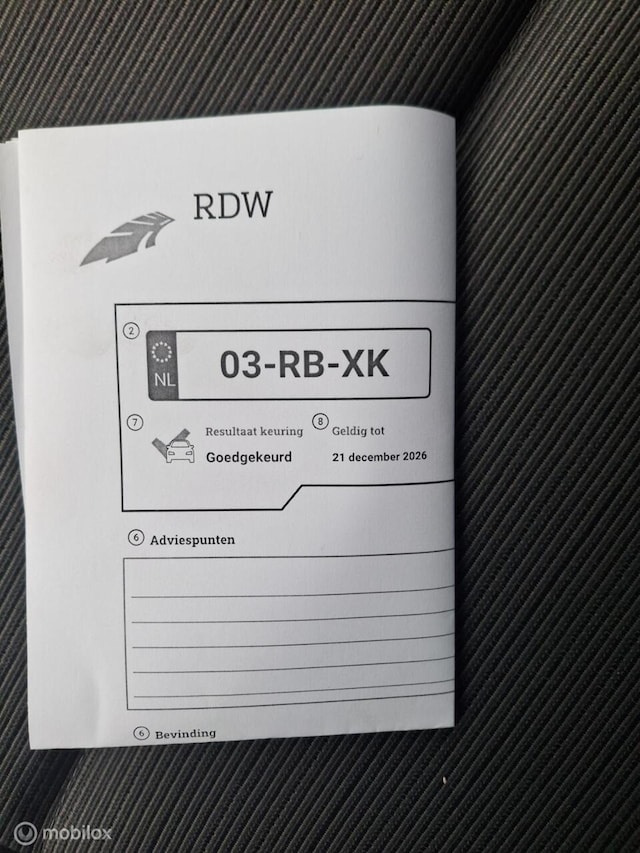 RDW
2
NL
03-RB-XK
7
Resultaat keuring
8
Geldig tot
Goedgekeurd
21 december 2026
6 Adviespunten
6 Bevinding
mobilox